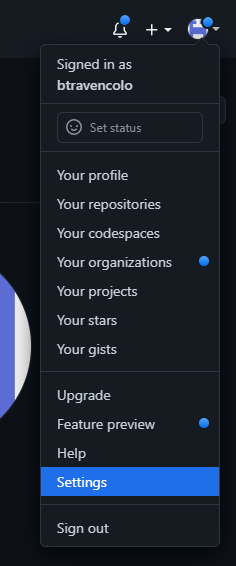 Signed in as
btravencolo
Set status
Your profile
Your repositories
Your codespaces
Your organizations
Your projects
Your stars
Your gists
Upgrade
Feature preview
Help
Settings
Sign out